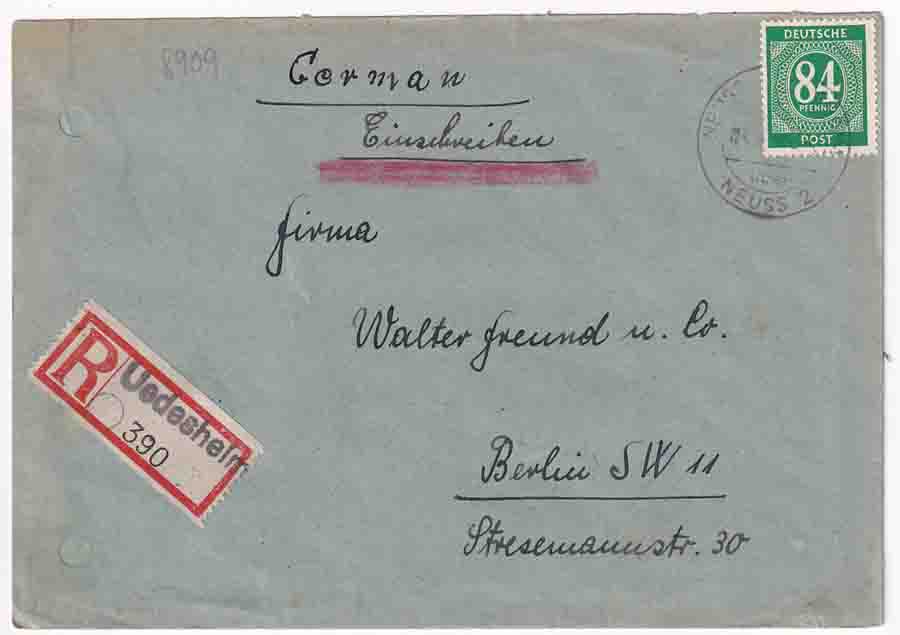 8909
German
Einschreiben
DEUTSCHE
84
PFENNIG
POST
NEUSS 2
Firma
Walter Freund u. Co.
R Uedesheim
390
Berlin SW 11
Stresemannstr. 30